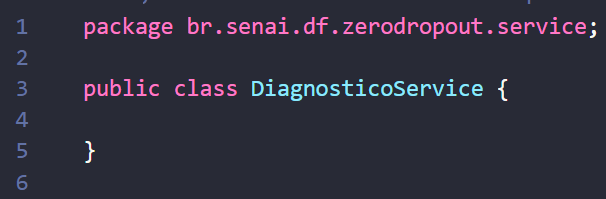 1 package br.senai.df.zerodropout.service;
2
3 public class DiagnosticoService {
4
5 }
6